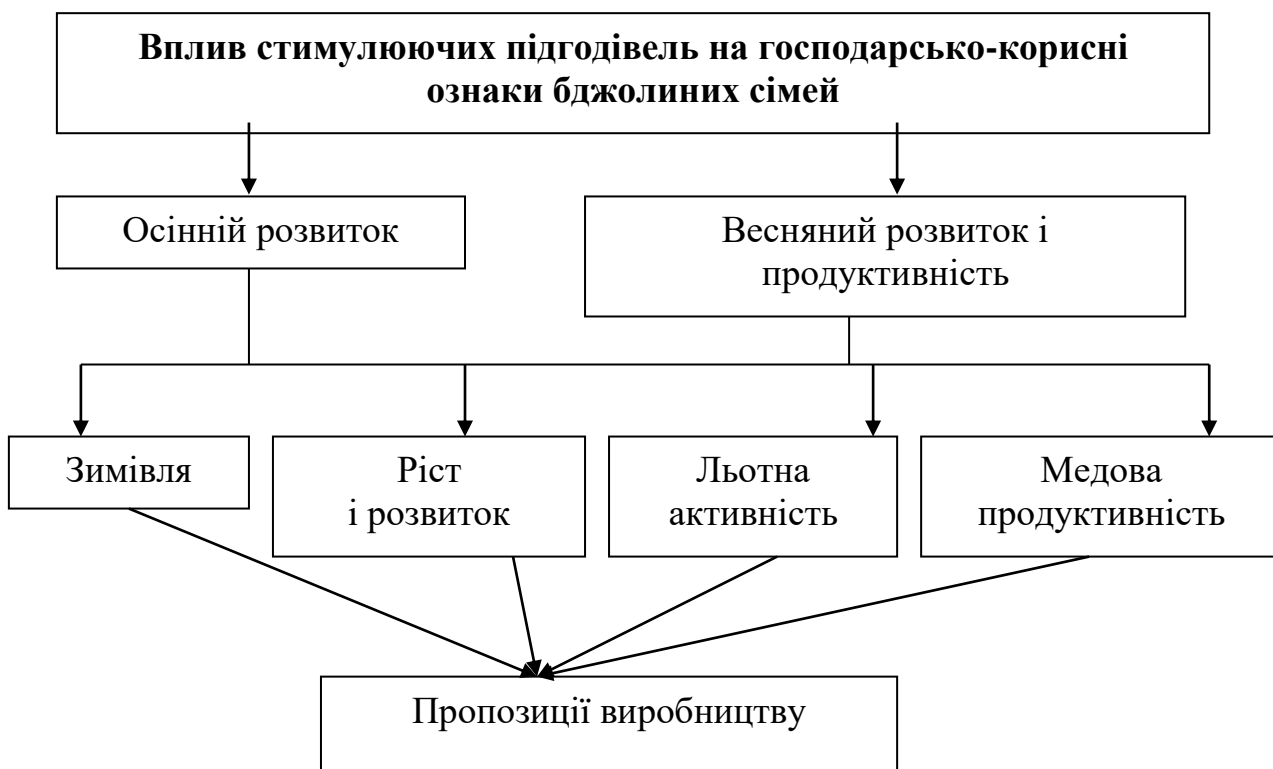 Вплив стимулюючих підгодівель на господарсько-корисні
ознаки бджолиних сімей
Осінній розвиток
Весняний розвиток і
продуктивність
Зимівля
Ріст
і розвиток
Льотна
активність
Медова
продуктивність
Пропозиції виробництву